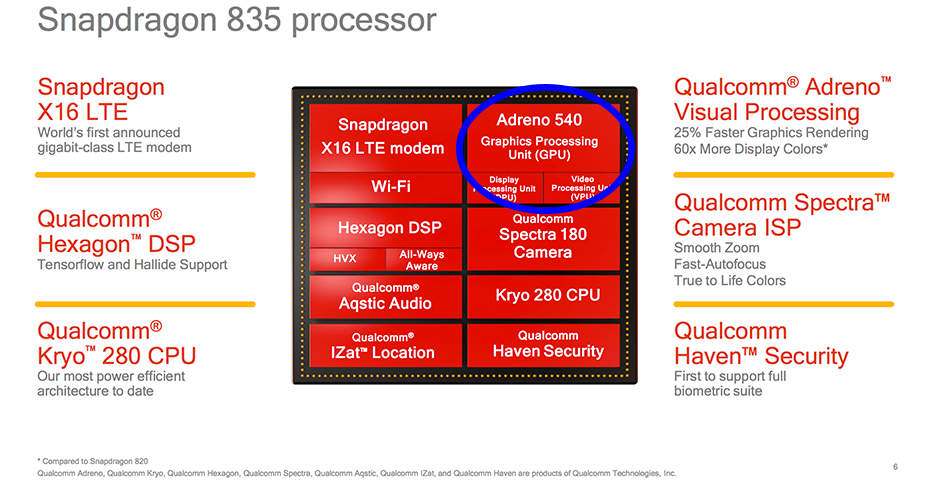 Snapdragon 835 processor
Snapdragon
X16 LTE
World's first announced
gigabit-class LTE modem
Qualcomm®
Hexagon™ DSP
Tensorflow and Hallide Support
Qualcomm®
Kryo™ 280 CPU
Our most power efficient
architecture to date
Snapdragon
X16 LTE modem
Wi-Fi
Hexagon DSP
HVX
All-Ways
Aware
Qualcomm®
Aqstic Audio
Qualcomm®
IZat™ Location
Adreno 540
Graphics Processing
Unit (GPU)
Display
Processing Unit
(DPU)
Video
Processing Unit
(VPU)
Qualcomm
Spectra 180
Camera
Kryo 280 CPU
Qualcomm
Haven Security
Qualcomm® Adreno™
Visual Processing
25% Faster Graphics Rendering
60x More Display Colors*
Qualcomm Spectra™
Camera ISP
Smooth Zoom
Fast-Autofocus
True to Life Colors
Qualcomm
Haven™ Security
First to support full
biometric suite
* Compared to Snapdragon 820
Qualcomm Adreno, Qualcomm Kryo, Qualcomm Hexagon, Qualcomm Spectra, Qualcomm Aqstic, Qualcomm IZat, and Qualcomm Haven are products of Qualcomm Technologies, Inc.
6